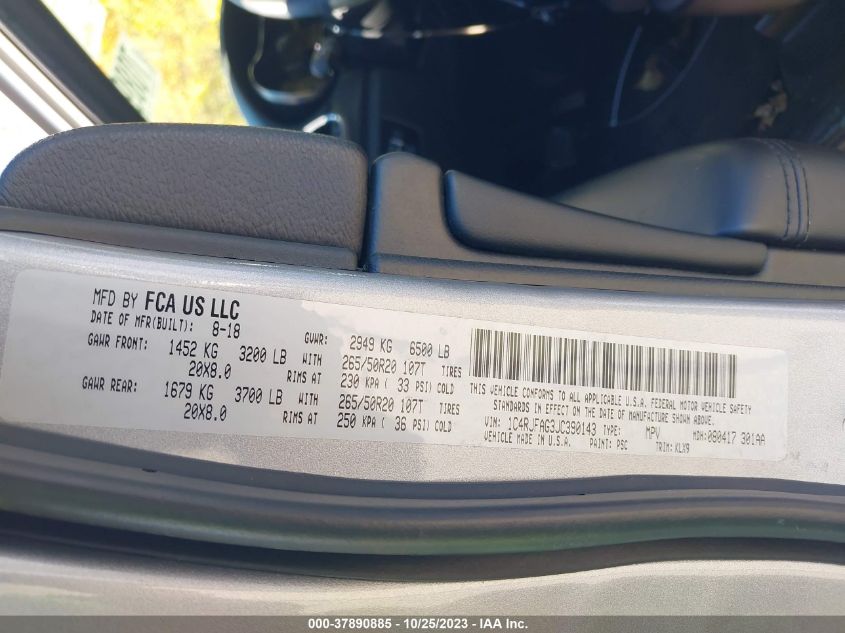 MFD BY FCA US LLC
DATE OF MFR(BUILT): 8-18 GVWR: 2949 KG 6500 LB
GAWR FRONT: 1452 KG 3200 LB WITH 265/50R20 107T TIRES
20X8.0 RIMS AT 230 KPA ( 33 PSI) COLD
GAWR REAR: 1679 KG 3700 LB WITH 265/50R20 107T TIRES
20X8.0 RIMS AT 250 KPA ( 36 PSI) COLD
THIS VEHICLE CONFORMS TO ALL APPLICABLE U.S.A. FEDERAL MOTOR VEHICLE SAFETY
STANDARDS IN EFFECT ON THE DATE OF MANUFACTURE SHOWN ABOVE.
VIN: 1C4RJFAG3JC390143 TYPE: MPV MDH: 080417 301AA
VEHICLE MADE IN U.S.A. PAINT: PSC TRIM: KLX9
000-37890885 - 10/25/2023 - IAA Inc.